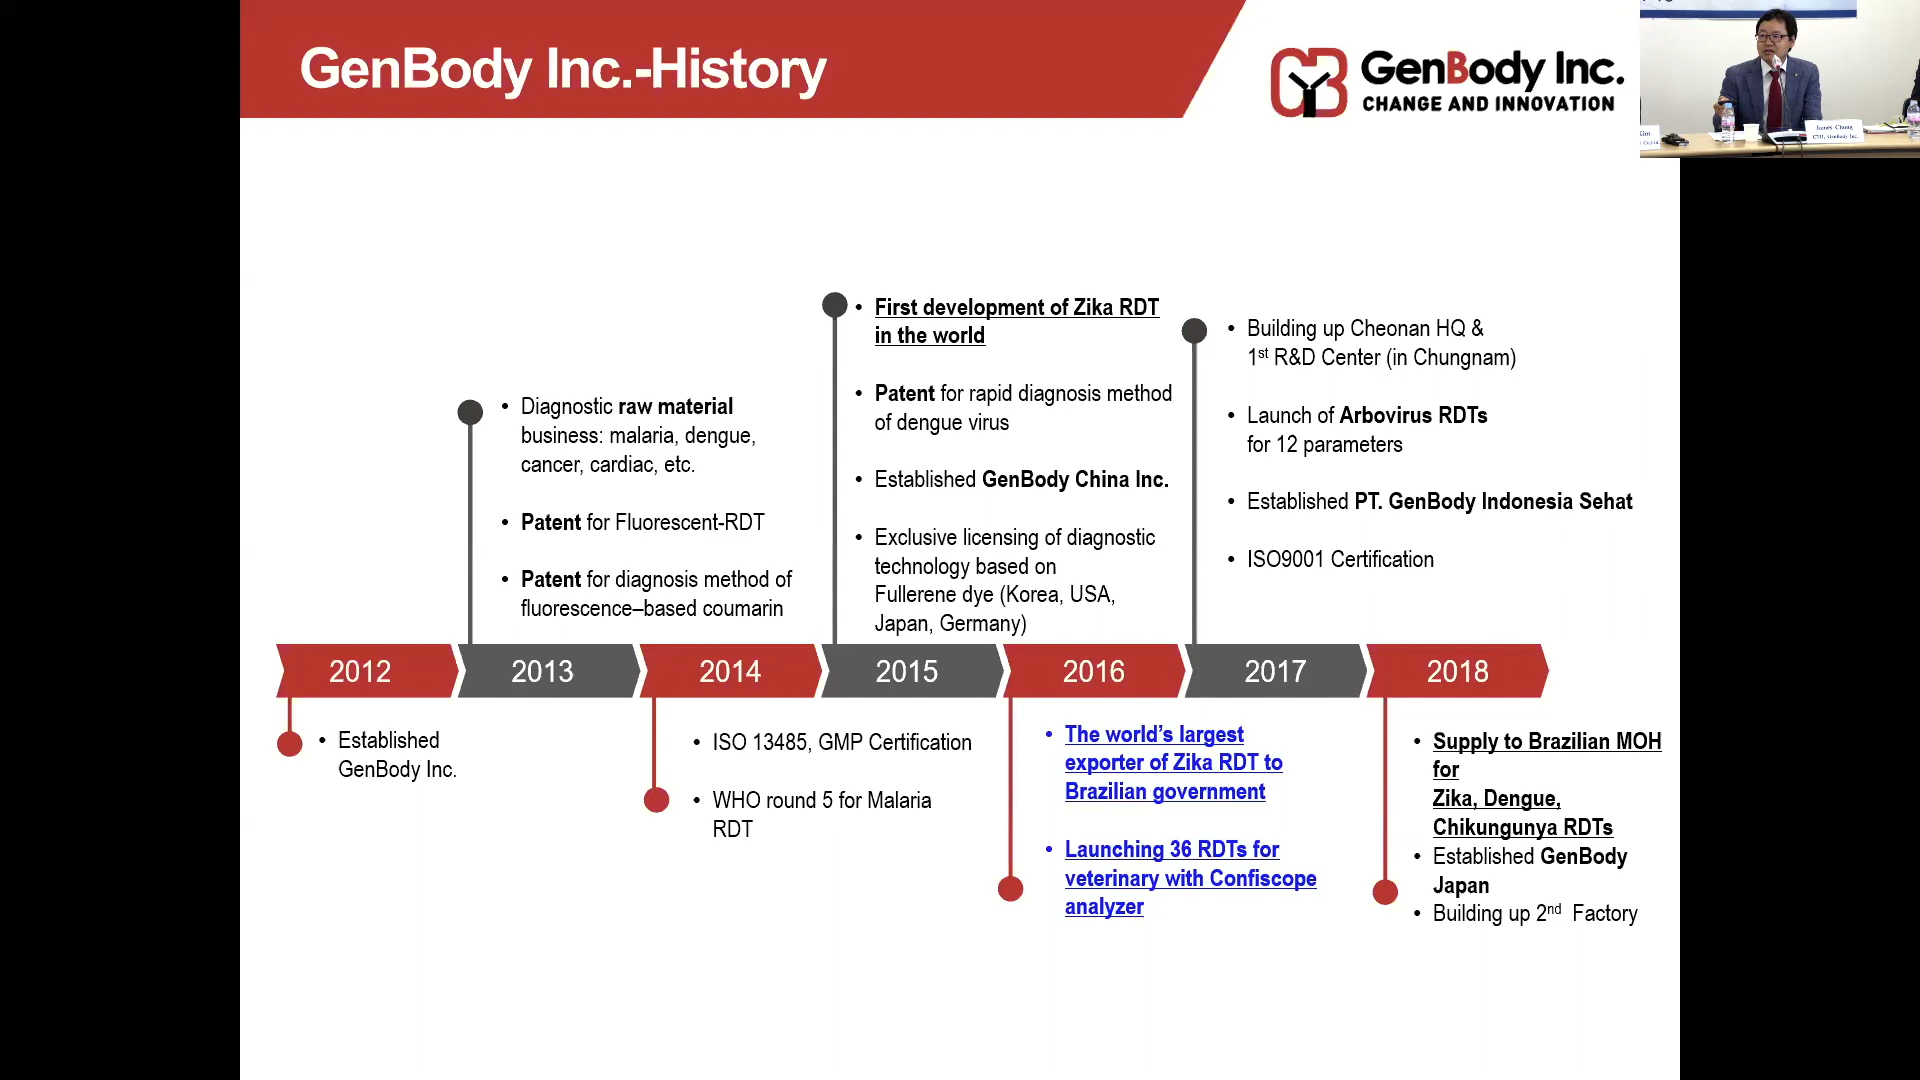 GenBody Inc.-History
GenBody Inc.
CHANGE AND INNOVATION
Kim
James Chong
CTO, GenBody Inc.
• Diagnostic raw material
business: malaria, dengue,
cancer, cardiac, etc.
• Patent for Fluorescent-RDT
• Patent for diagnosis method of
fluorescence–based coumarin
• First development of Zika RDT
in the world
• Patent for rapid diagnosis method
of dengue virus
• Established GenBody China Inc.
• Exclusive licensing of diagnostic
technology based on
Fullerene dye (Korea, USA,
Japan, Germany)
• Building up Cheonan HQ &
1st R&D Center (in Chungnam)
• Launch of Arbovirus RDTs
for 12 parameters
• Established PT. GenBody Indonesia Sehat
• ISO9001 Certification
2012 2013 2014 2015 2016 2017 2018
• Established
GenBody Inc.
• ISO 13485, GMP Certification
• WHO round 5 for Malaria
RDT
• The world’s largest
exporter of Zika RDT to
Brazilian government
• Launching 36 RDTs for
veterinary with Confiscope
analyzer
• Supply to Brazilian MOH
for
Zika, Dengue,
Chikungunya RDTs
• Established GenBody
Japan
• Building up 2nd Factory